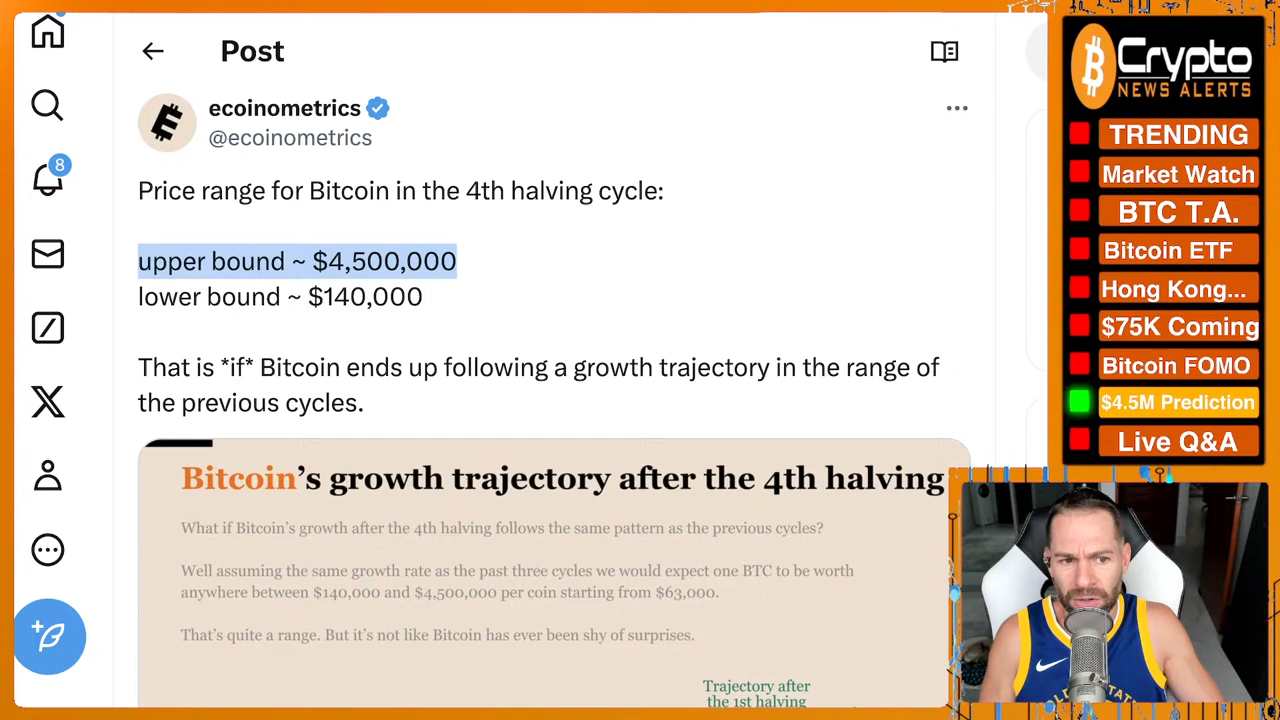 Post
ecoinometrics
@ecoinometrics
8
Price range for Bitcoin in the 4th halving cycle:
upper bound ~ $4,500,000
lower bound ~ $140,000
That is *if* Bitcoin ends up following a growth trajectory in the range of
the previous cycles.
Bitcoin's growth trajectory after the 4th halving
What if Bitcoin's growth after the 4th halving follows the same pattern as the previous cycles?
Well assuming the same growth rate as the past three cycles we would expect one BTC to be worth
anywhere between $140,000 and $4,500,000 per coin starting from $63,000.
That's quite a range. But it's not like Bitcoin has ever been shy of surprises.
Trajectory after
the 1st halving
Crypto
NEWS ALERTS
TRENDING
Market Watch
BTC T.A.
Bitcoin ETF
Hong Kong...
$75K Coming
Bitcoin FOMO
$4.5M Prediction
Live Q&A